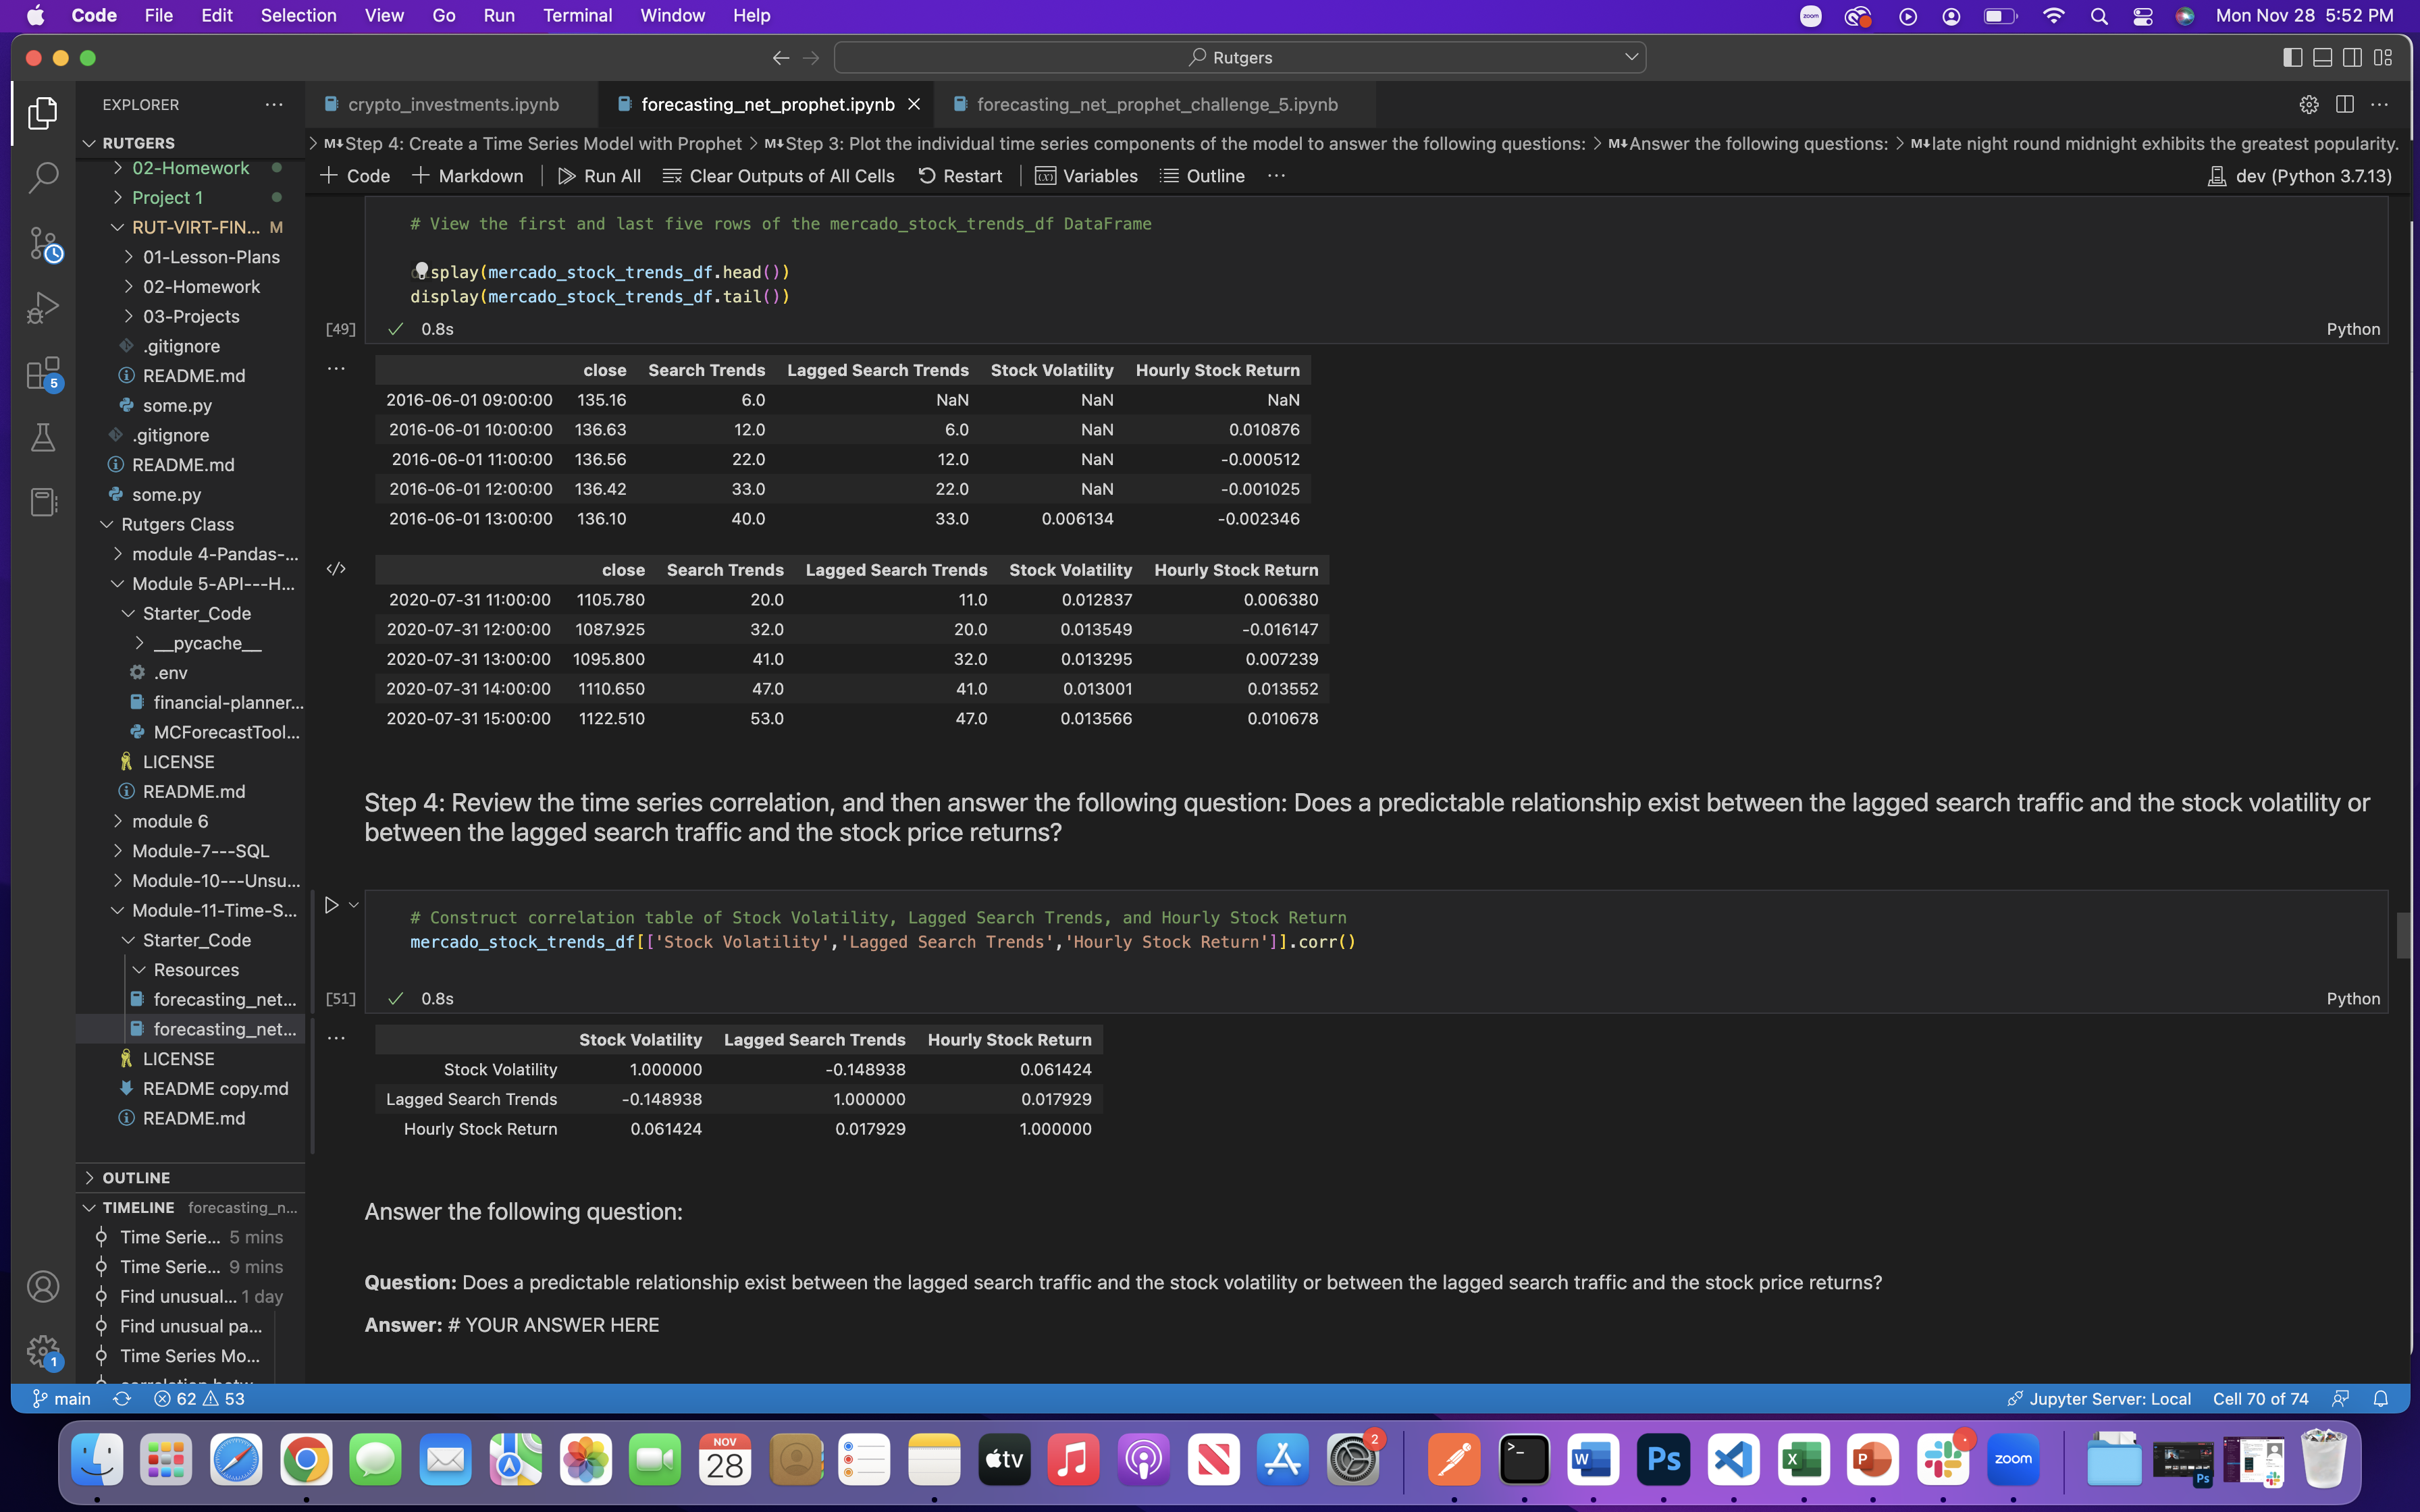 Code File Edit Selection View Go Run Terminal Window Help zoom Mon Nov 28 5:52 PM
Rutgers
EXPLORER
crypto_investments.ipynb forecasting_net_prophet.ipynb forecasting_net_prophet_challenge_5.ipynb
RUTGERS
Step 4: Create a Time Series Model with Prophet > M↓Step 3: Plot the individual time series components of the model to answer the following questions: > M↓Answer the following questions: > M↓late night round midnight exhibits the greatest popularity.
+ Code + Markdown Run All Clear Outputs of All Cells Restart Variables Outline ... dev (Python 3.7.13)
02-Homework
Project 1
RUT-VIRT-FIN... M
01-Lesson-Plans
02-Homework
03-Projects
.gitignore
README.md
some.py
.gitignore
README.md
some.py
Rutgers Class
module 4-Pandas-...
Module 5-API---H...
Starter_Code
__pycache__
.env
financial-planner...
MCForecastTool...
LICENSE
README.md
module 6
Module-7---SQL
Module-10---Unsu...
Module-11-Time-S...
Starter_Code
Resources
forecasting_net...
forecasting_net...
LICENSE
README copy.md
README.md
OUTLINE
TIMELINE forecasting_n...
Time Serie... 5 mins
Time Serie... 9 mins
Find unusual... 1 day
Find unusual pa...
Time Series Mo...
5
1
# View the first and last five rows of the mercado_stock_trends_df DataFrame
display(mercado_stock_trends_df.head())
display(mercado_stock_trends_df.tail())
[49] 0.8s Python
close Search Trends Lagged Search Trends Stock Volatility Hourly Stock Return
2016-06-01 09:00:00 135.16 6.0 NaN NaN NaN
2016-06-01 10:00:00 136.63 12.0 6.0 NaN 0.010876
2016-06-01 11:00:00 136.56 22.0 12.0 NaN -0.000512
2016-06-01 12:00:00 136.42 33.0 22.0 NaN -0.001025
2016-06-01 13:00:00 136.10 40.0 33.0 0.006134 -0.002346
close Search Trends Lagged Search Trends Stock Volatility Hourly Stock Return
2020-07-31 11:00:00 1105.780 20.0 11.0 0.012837 0.006380
2020-07-31 12:00:00 1087.925 32.0 20.0 0.013549 -0.016147
2020-07-31 13:00:00 1095.800 41.0 32.0 0.013295 0.007239
2020-07-31 14:00:00 1110.650 47.0 41.0 0.013001 0.013552
2020-07-31 15:00:00 1122.510 53.0 47.0 0.013566 0.010678
Step 4: Review the time series correlation, and then answer the following question: Does a predictable relationship exist between the lagged search traffic and the stock volatility or
between the lagged search traffic and the stock price returns?
# Construct correlation table of Stock Volatility, Lagged Search Trends, and Hourly Stock Return
mercado_stock_trends_df[['Stock Volatility','Lagged Search Trends','Hourly Stock Return']].corr()
[51] 0.8s Python
Stock Volatility Lagged Search Trends Hourly Stock Return
Stock Volatility 1.000000 -0.148938 0.061424
Lagged Search Trends -0.148938 1.000000 0.017929
Hourly Stock Return 0.061424 0.017929 1.000000
Answer the following question:
Question: Does a predictable relationship exist between the lagged search traffic and the stock volatility or between the lagged search traffic and the stock price returns?
Answer: # YOUR ANSWER HERE
main 62 53 Jupyter Server: Local Cell 70 of 74
NOV
28
tv
2
W
Ps
X
P
zoom
Ps